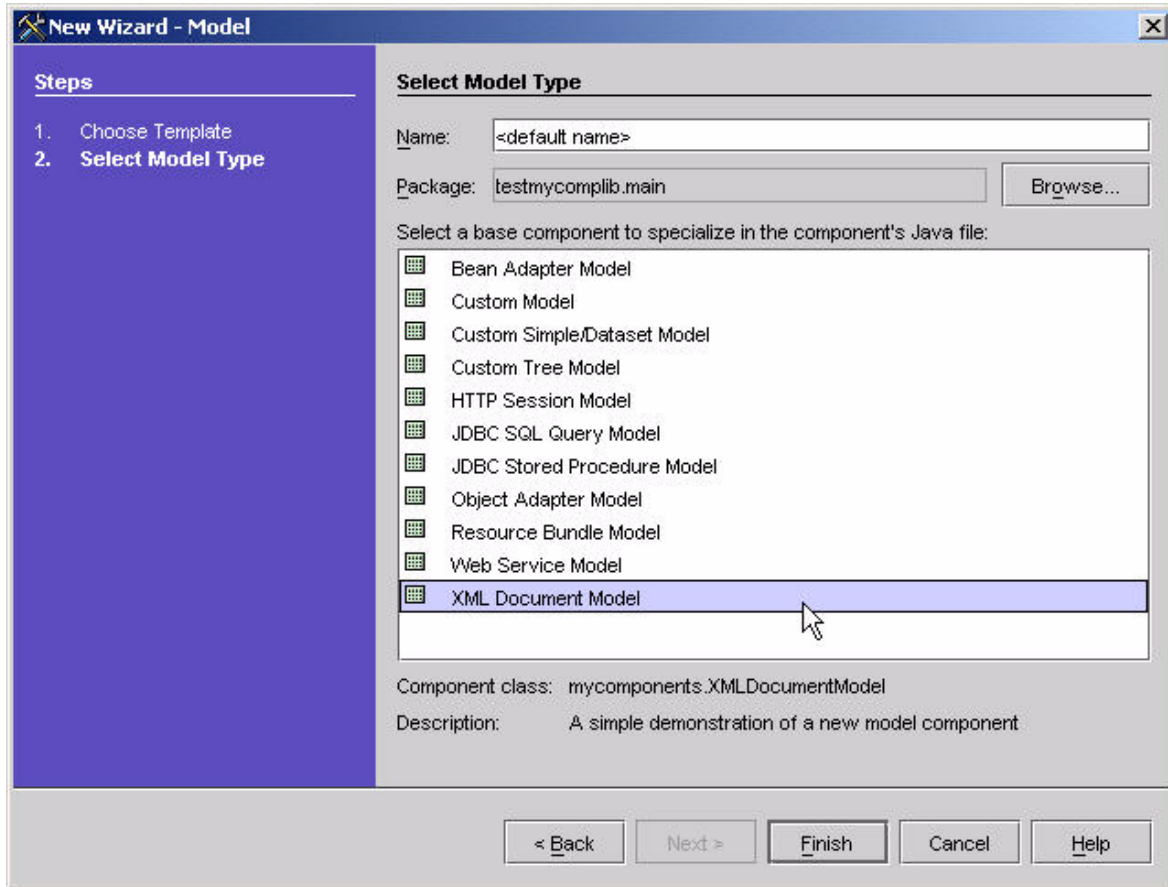 New Wizard - Model
Steps
1. Choose Template
2. Select Model Type
Select Model Type
Name: <default name>
Package: testmycomplib.main Browse...
Select a base component to specialize in the component's Java file:
Bean Adapter Model
Custom Model
Custom Simple/Dataset Model
Custom Tree Model
HTTP Session Model
JDBC SQL Query Model
JDBC Stored Procedure Model
Object Adapter Model
Resource Bundle Model
Web Service Model
XML Document Model
Component class: mycomponents.XMLDocumentModel
Description: A simple demonstration of a new model component
< Back Next > Finish Cancel Help